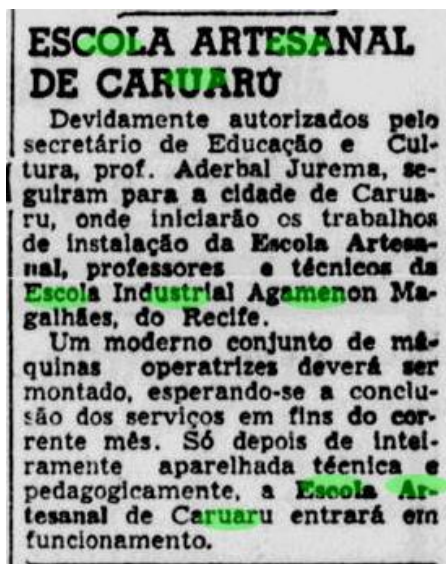 ESCOLA ARTESANAL
DE CARUARÚ
Devidamente autorizados pelo
secretário de Educação e Cul-
tura, prof. Aderbal Jurema, se-
guiram para a cidade de Carua-
ru, onde iniciarão os trabalhos
de instalação da Escola Artesa-
nal, professores e técnicos da
Escola Industrial Agamenon Ma-
galhães, do Recife.
Um moderno conjunto de má-
quinas operatrizes deverá ser
montado, esperando-se a conclu-
são dos serviços em fins do cor-
rente mês. Só depois de intei-
ramente aparelhada técnica e
pedagogicamente, a Escola Ar-
tesanal de Caruaru entrará em
funcionamento.